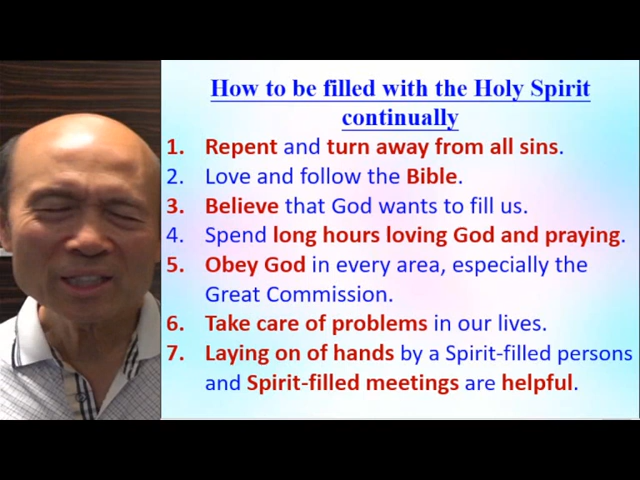 How to be filled with the Holy Spirit
continually
1. Repent and turn away from all sins.
2. Love and follow the Bible.
3. Believe that God wants to fill us.
4. Spend long hours loving God and praying.
5. Obey God in every area, especially the
Great Commission.
6. Take care of problems in our lives.
7. Laying on of hands by a Spirit-filled persons
and Spirit-filled meetings are helpful.